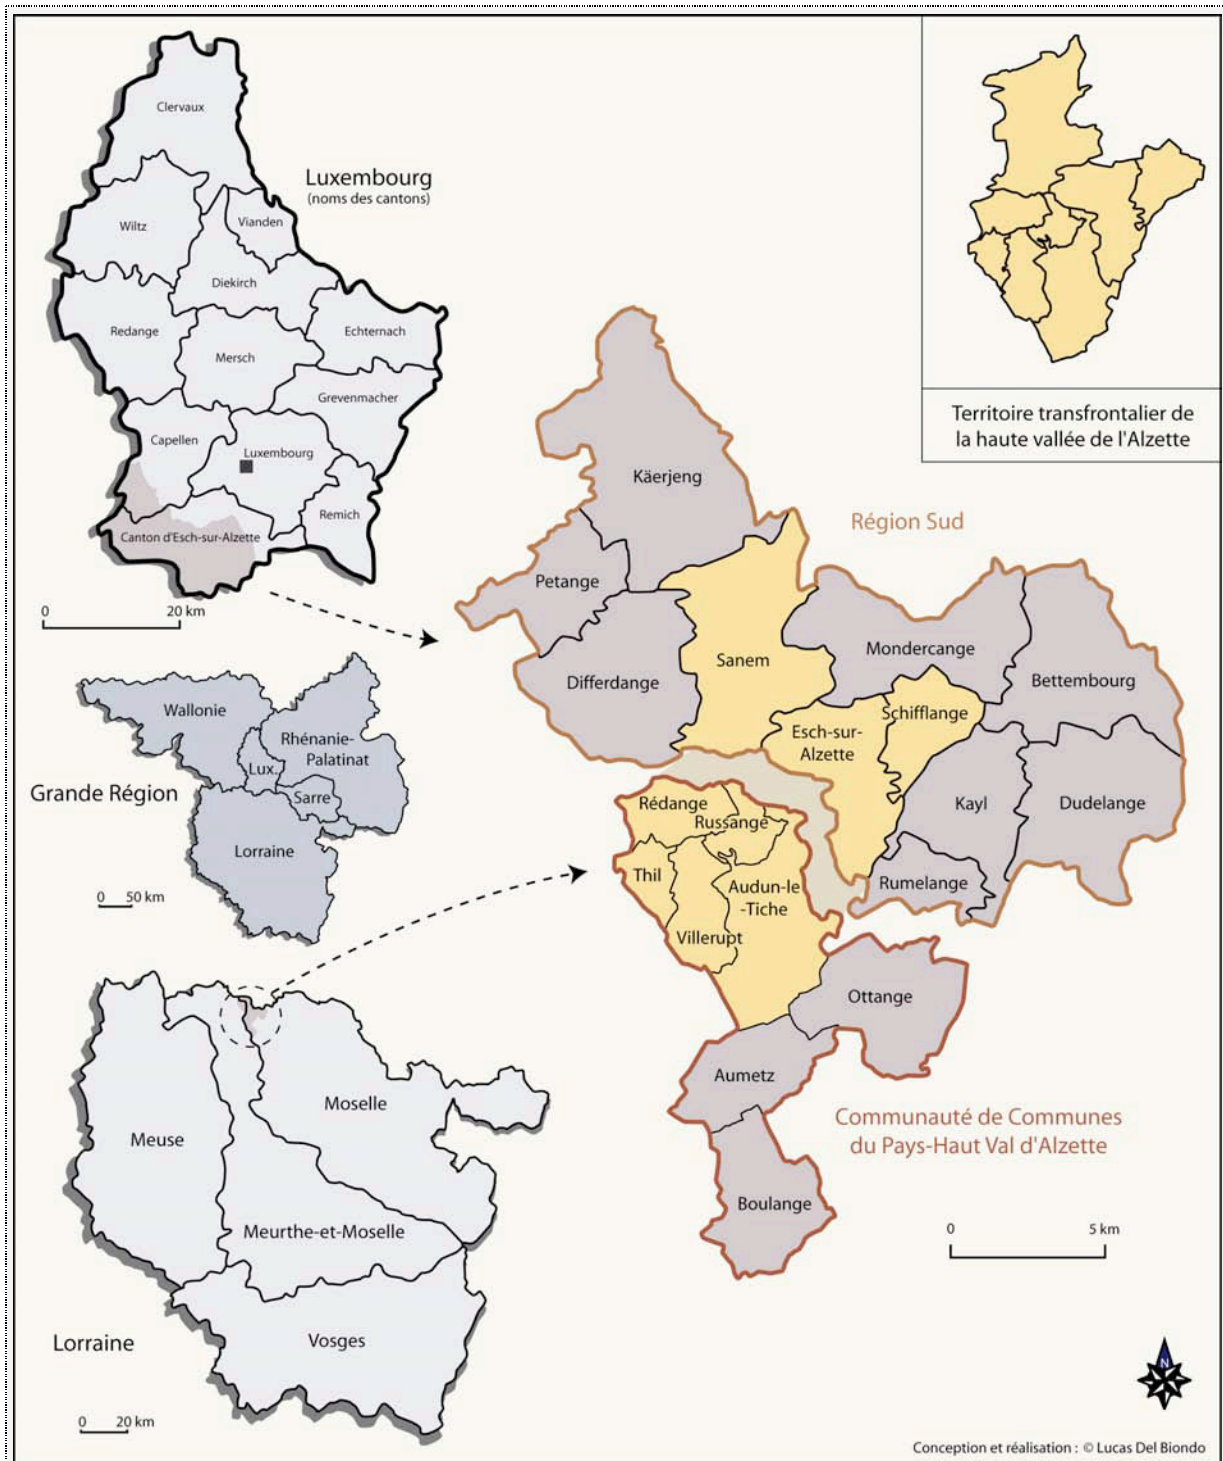 Clervaux
Luxembourg
(noms des cantons)
Wiltz
Vianden
Diekirch
Redange
Echternach
Mersch
Grevenmacher
Capellen
Luxembourg
Remich
Canton d'Esch-sur-Alzette
0 20 km
Territoire transfrontalier de
la haute vallée de l'Alzette
Käerjeng
Région Sud
Petange
Sanem
Mondercange
Differdange
Bettembourg
Schifflange
Esch-sur-
Alzette
Kayl
Dudelange
Rumelange
Wallonie
Rhénanie-
Palatinat
Lux.
Sarre
Grande Région
Lorraine
0 50 km
Rédange
Russange
Thil
Audun-le
-Tiche
Villerupt
Ottange
Aumetz
Communauté de Communes
du Pays-Haut Val d'Alzette
Boulange
0 5 km
Moselle
Meuse
Meurthe-et-Moselle
Vosges
Lorraine
0 20 km
N
Conception et réalisation : © Lucas Del Biondo